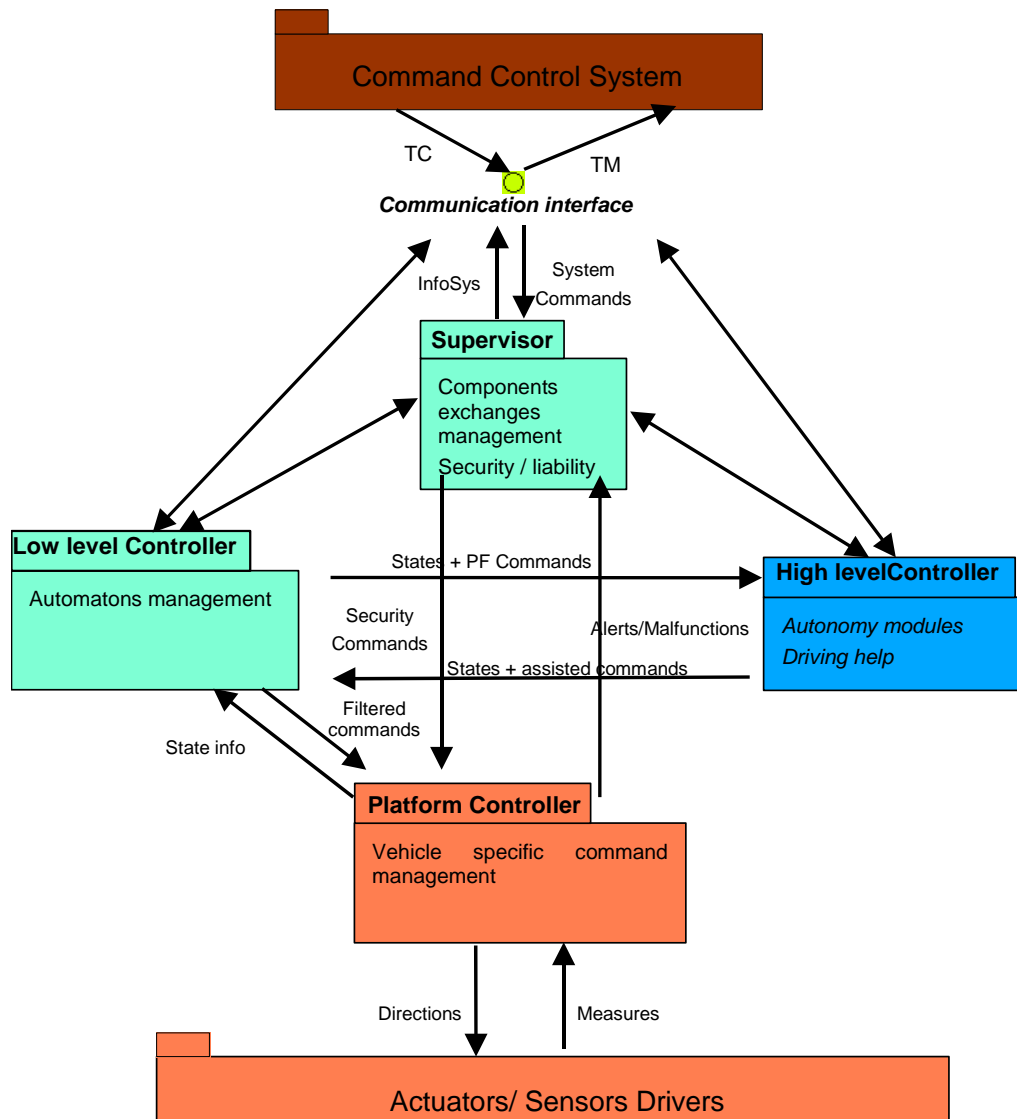 Command Control System
TC
TM
Communication interface
InfoSys
System
Commands
Supervisor
Components
exchanges
management
Security / liability
Low level Controller
Automatons management
States + PF Commands
High levelController
Autonomy modules
Driving help
Security
Commands
Alerts/Malfunctions
States + assisted commands
Filtered
commands
State info
Platform Controller
Vehicle specific command
management
Directions
Measures
Actuators/ Sensors Drivers